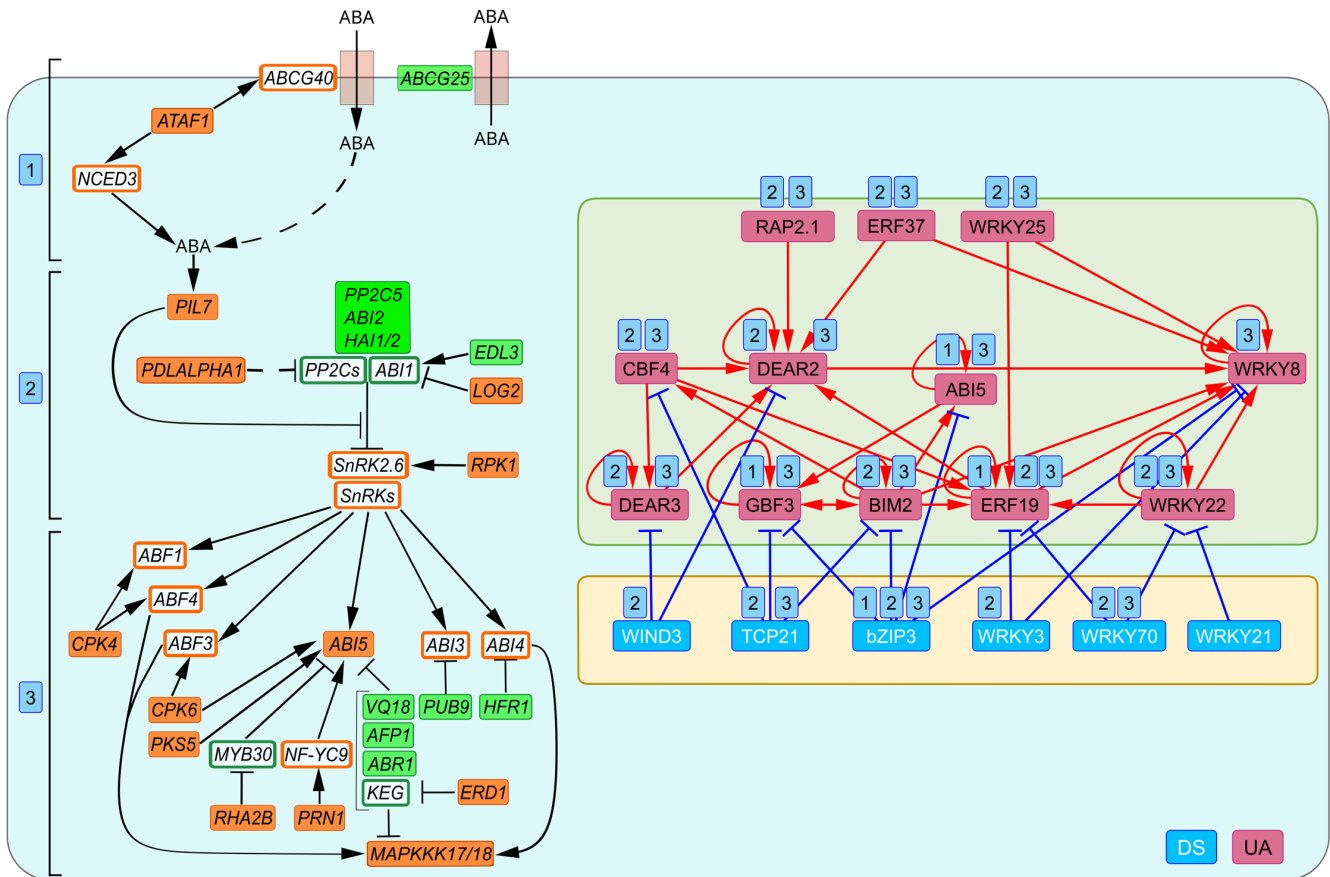 ABA
ABA
ABCG40
ABCG25
ATAF1
ABA
ABA
1
NCED3
ABA
PIL7
PP2C5
ABI2
HAI1/2
EDL3
PDLALPHA1
PP2Cs
ABI1
LOG2
2
SnRK2.6
RPK1
SnRKs
ABF1
ABF4
CPK4
ABF3
ABI5
ABI3
ABI4
3
CPK6
VQ18
PUB9
HFR1
PKS5
AFP1
MYB30
NF-YC9
ABR1
KEG
ERD1
RHA2B
PRN1
MAPKKK17/18
2 3
2 3
2 3
RAP2.1
ERF37
WRKY25
2 3
2 3
1 3
3
CBF4
DEAR2
ABI5
WRKY8
2 3
1 3
2 3
1 2 3
2 3
DEAR3
GBF3
BIM2
ERF19
WRKY22
2
2 3
1 2 3
2
2 3
WIND3
TCP21
bZIP3
WRKY3
WRKY70
WRKY21
DS
UA